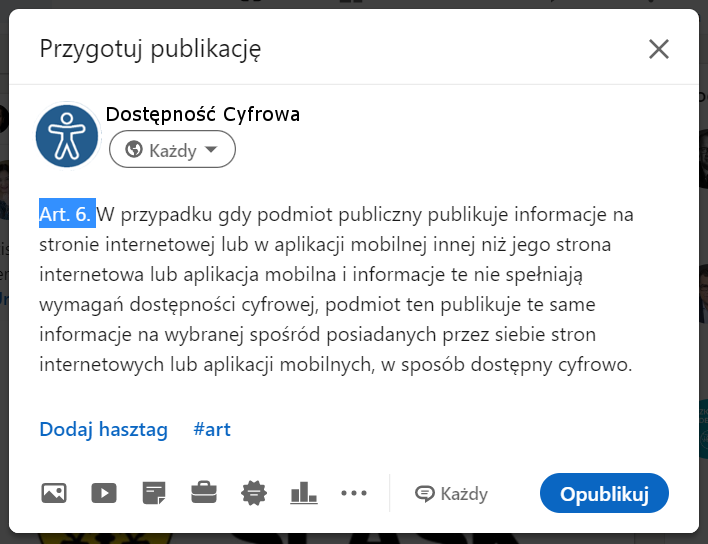 Przygotuj publikację
Dostępność Cyfrowa
Każdy
Art. 6. W przypadku gdy podmiot publiczny publikuje informacje na
stronie internetowej lub w aplikacji mobilnej innej niż jego strona
internetowa lub aplikacja mobilna i informacje te nie spełniają
wymagań dostępności cyfrowej, podmiot ten publikuje te same
informacje na wybranej spośród posiadanych przez siebie stron
internetowych lub aplikacji mobilnych, w sposób dostępny cyfrowo.
Dodaj hasztag #art
Każdy
Opublikuj